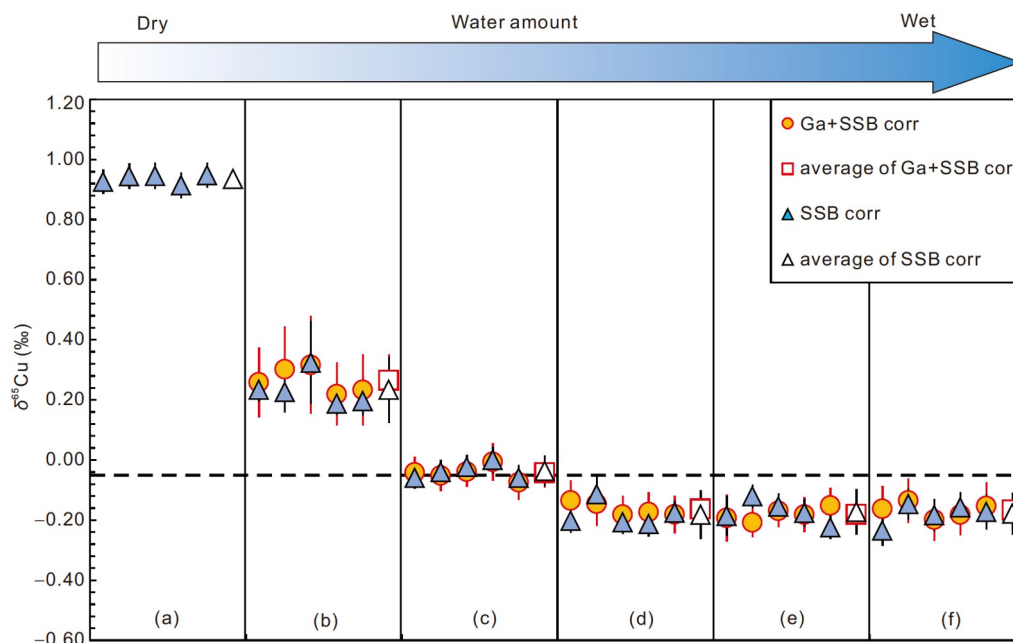 Dry Water amount Wet
1.20
1.00
0.80
0.60
0.40
0.20
0.00
−0.20
−0.40
−0.60
δ⁶⁵Cu (‰)
Ga+SSB corr
average of Ga+SSB corr
SSB corr
average of SSB corr
(a) (b) (c) (d) (e) (f)